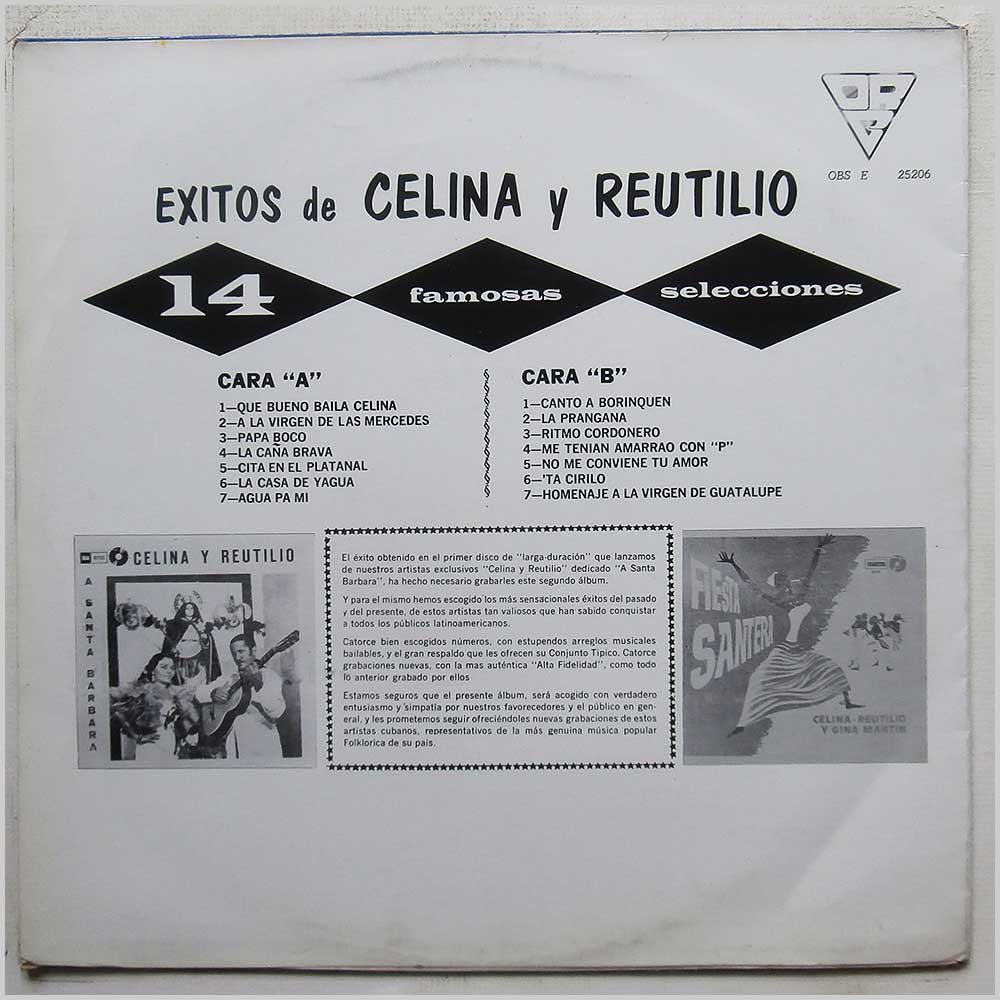 ORB
OBS E 25206
EXITOS de CELINA y REUTILIO
14 famosas selecciones
CARA "A"
1—QUE BUENO BAILA CELINA
2—A LA VIRGEN DE LAS MERCEDES
3—PAPA BOCO
4—LA CAÑA BRAVA
5—CITA EN EL PLATANAL
6—LA CASA DE YAGUA
7—AGUA PA MI
CARA "B"
1—CANTO A BORINQUEN
2—LA PRANGANA
3—RITMO CORDONERO
4—ME TENIAN AMARRAO CON "P"
5—NO ME CONVIENE TU AMOR
6—'TA CIRILO
7—HOMENAJE A LA VIRGEN DE GUATALUPE
CELINA Y REUTILIO
A SANTA BARBARA
El éxito obtenido en el primer disco de "larga-duración" que lanzamos
de nuestros artistas exclusivos "Celina y Reutilio" dedicado "A Santa
Barbara", ha hecho necesario grabarles este segundo álbum.
Y para el mismo hemos escogido los más sensacionales éxitos del pasado
y del presente, de estos artistas tan valiosos que han sabido conquistar
a todos los públicos latinoamericanos.
Catorce bien escogidos números, con estupendos arreglos musicales
bailables, y el gran respaldo que les ofrecen su Conjunto Tipico. Catorce
grabaciones nuevas, con la mas auténtica "Alta Fidelidad", como todo
lo anterior grabado por ellos
Estamos seguros que el presente álbum, será acogido con verdadero
entusiasmo y simpatía por nuestros favorecedores y el público en gen-
eral, y les prometemos seguir ofreciéndoles nuevas grabaciones de estos
artistas cubanos, representativos de la más genuina música popular
Folklorica de su pais.
FIESTA
SANTERA
CELINA-REUTILIO
Y GINA MARTIN